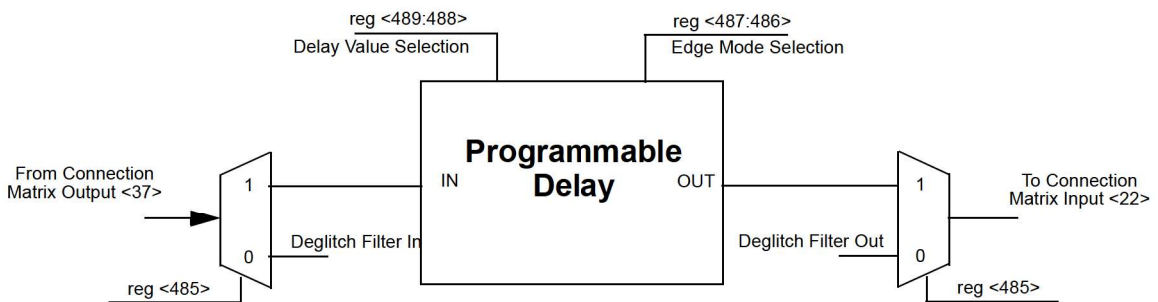 reg <489:488>
Delay Value Selection
reg <487:486>
Edge Mode Selection
Programmable
Delay
From Connection
Matrix Output <37>
1
IN
OUT
1
To Connection
Matrix Input <22>
0
Deglitch Filter In
Deglitch Filter Out
0
reg <485>
reg <485>